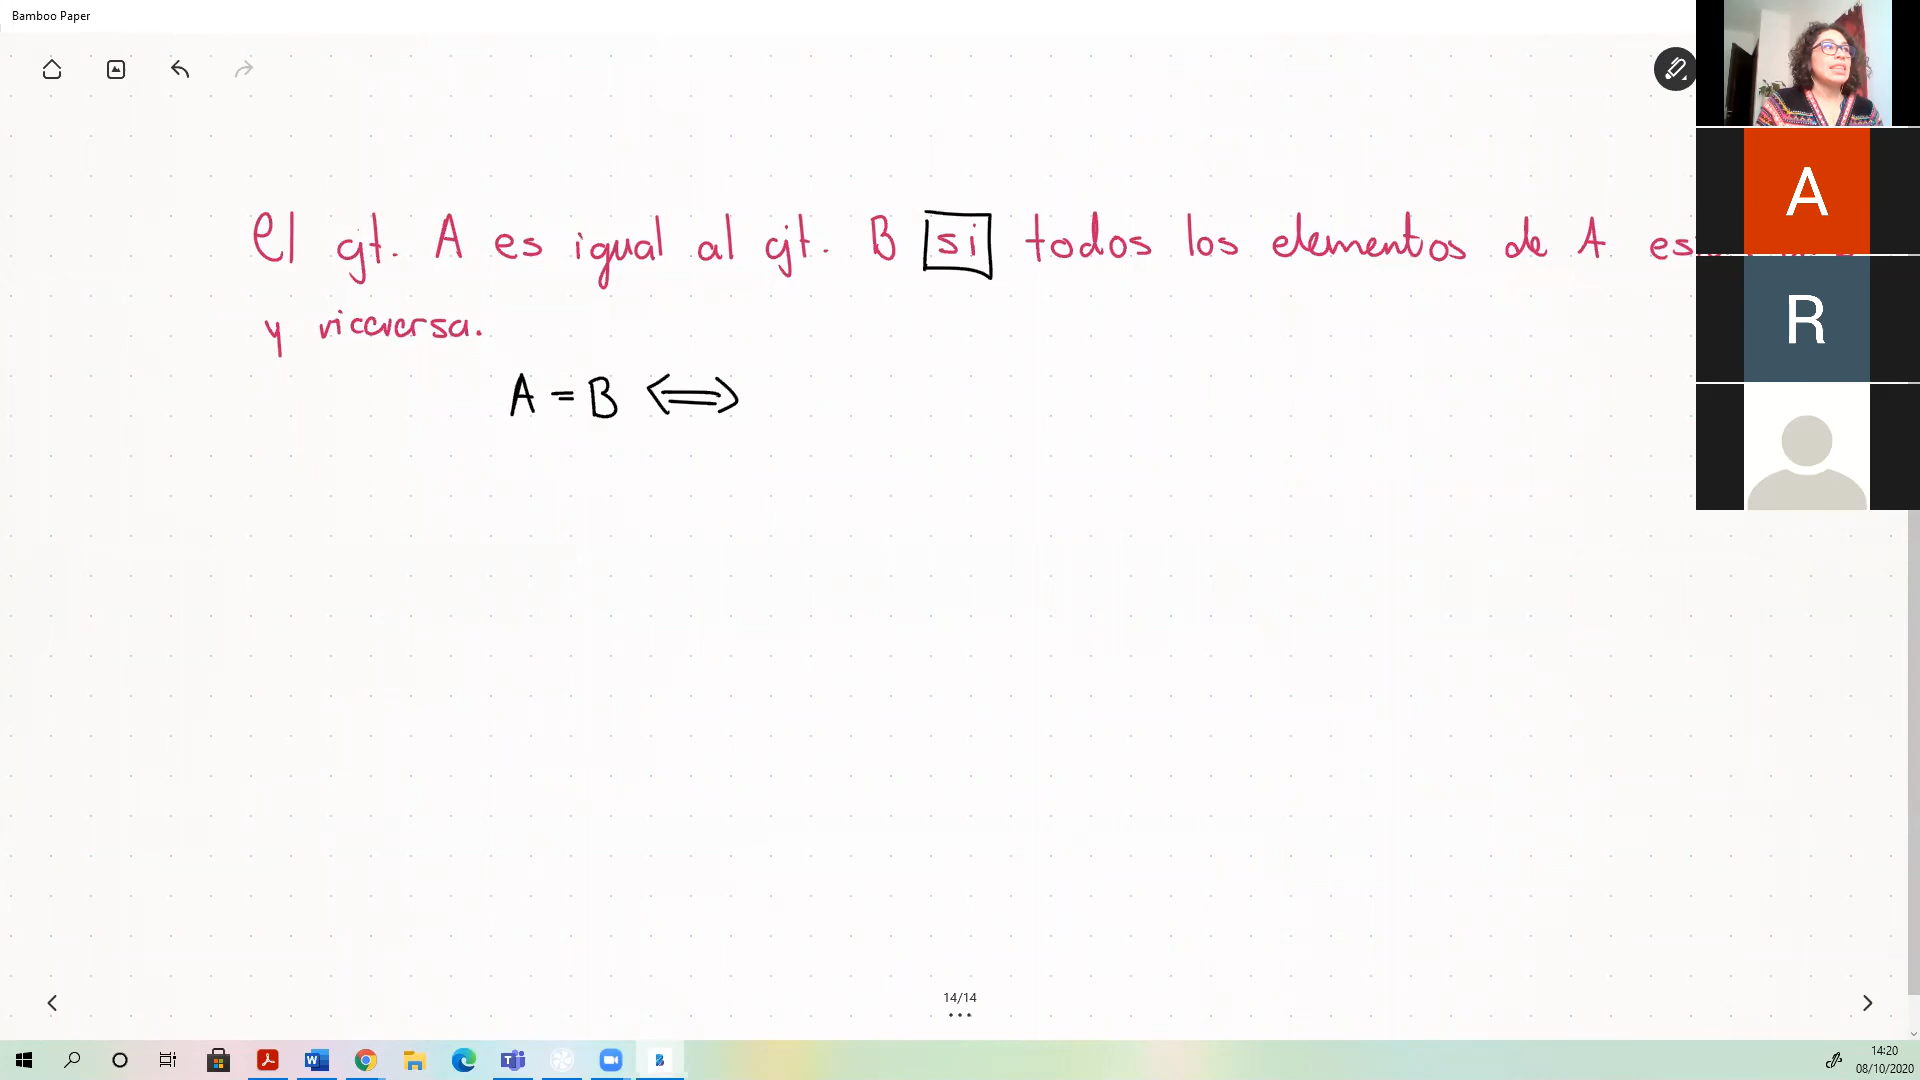 Bamboo Paper
A
El cjt. A es igual al cjt. B si todos los elementos de A
y viceversa.
R
A = B ⟺
14/14
14:20
08/10/2020